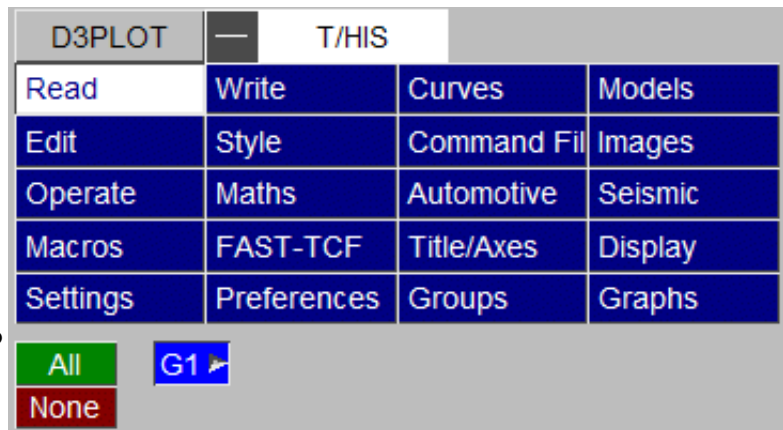 D3PLOT — T/HIS
Read Write Curves Models
Edit Style Command Fil Images
Operate Maths Automotive Seismic
Macros FAST-TCF Title/Axes Display
Settings Preferences Groups Graphs
All G1
None